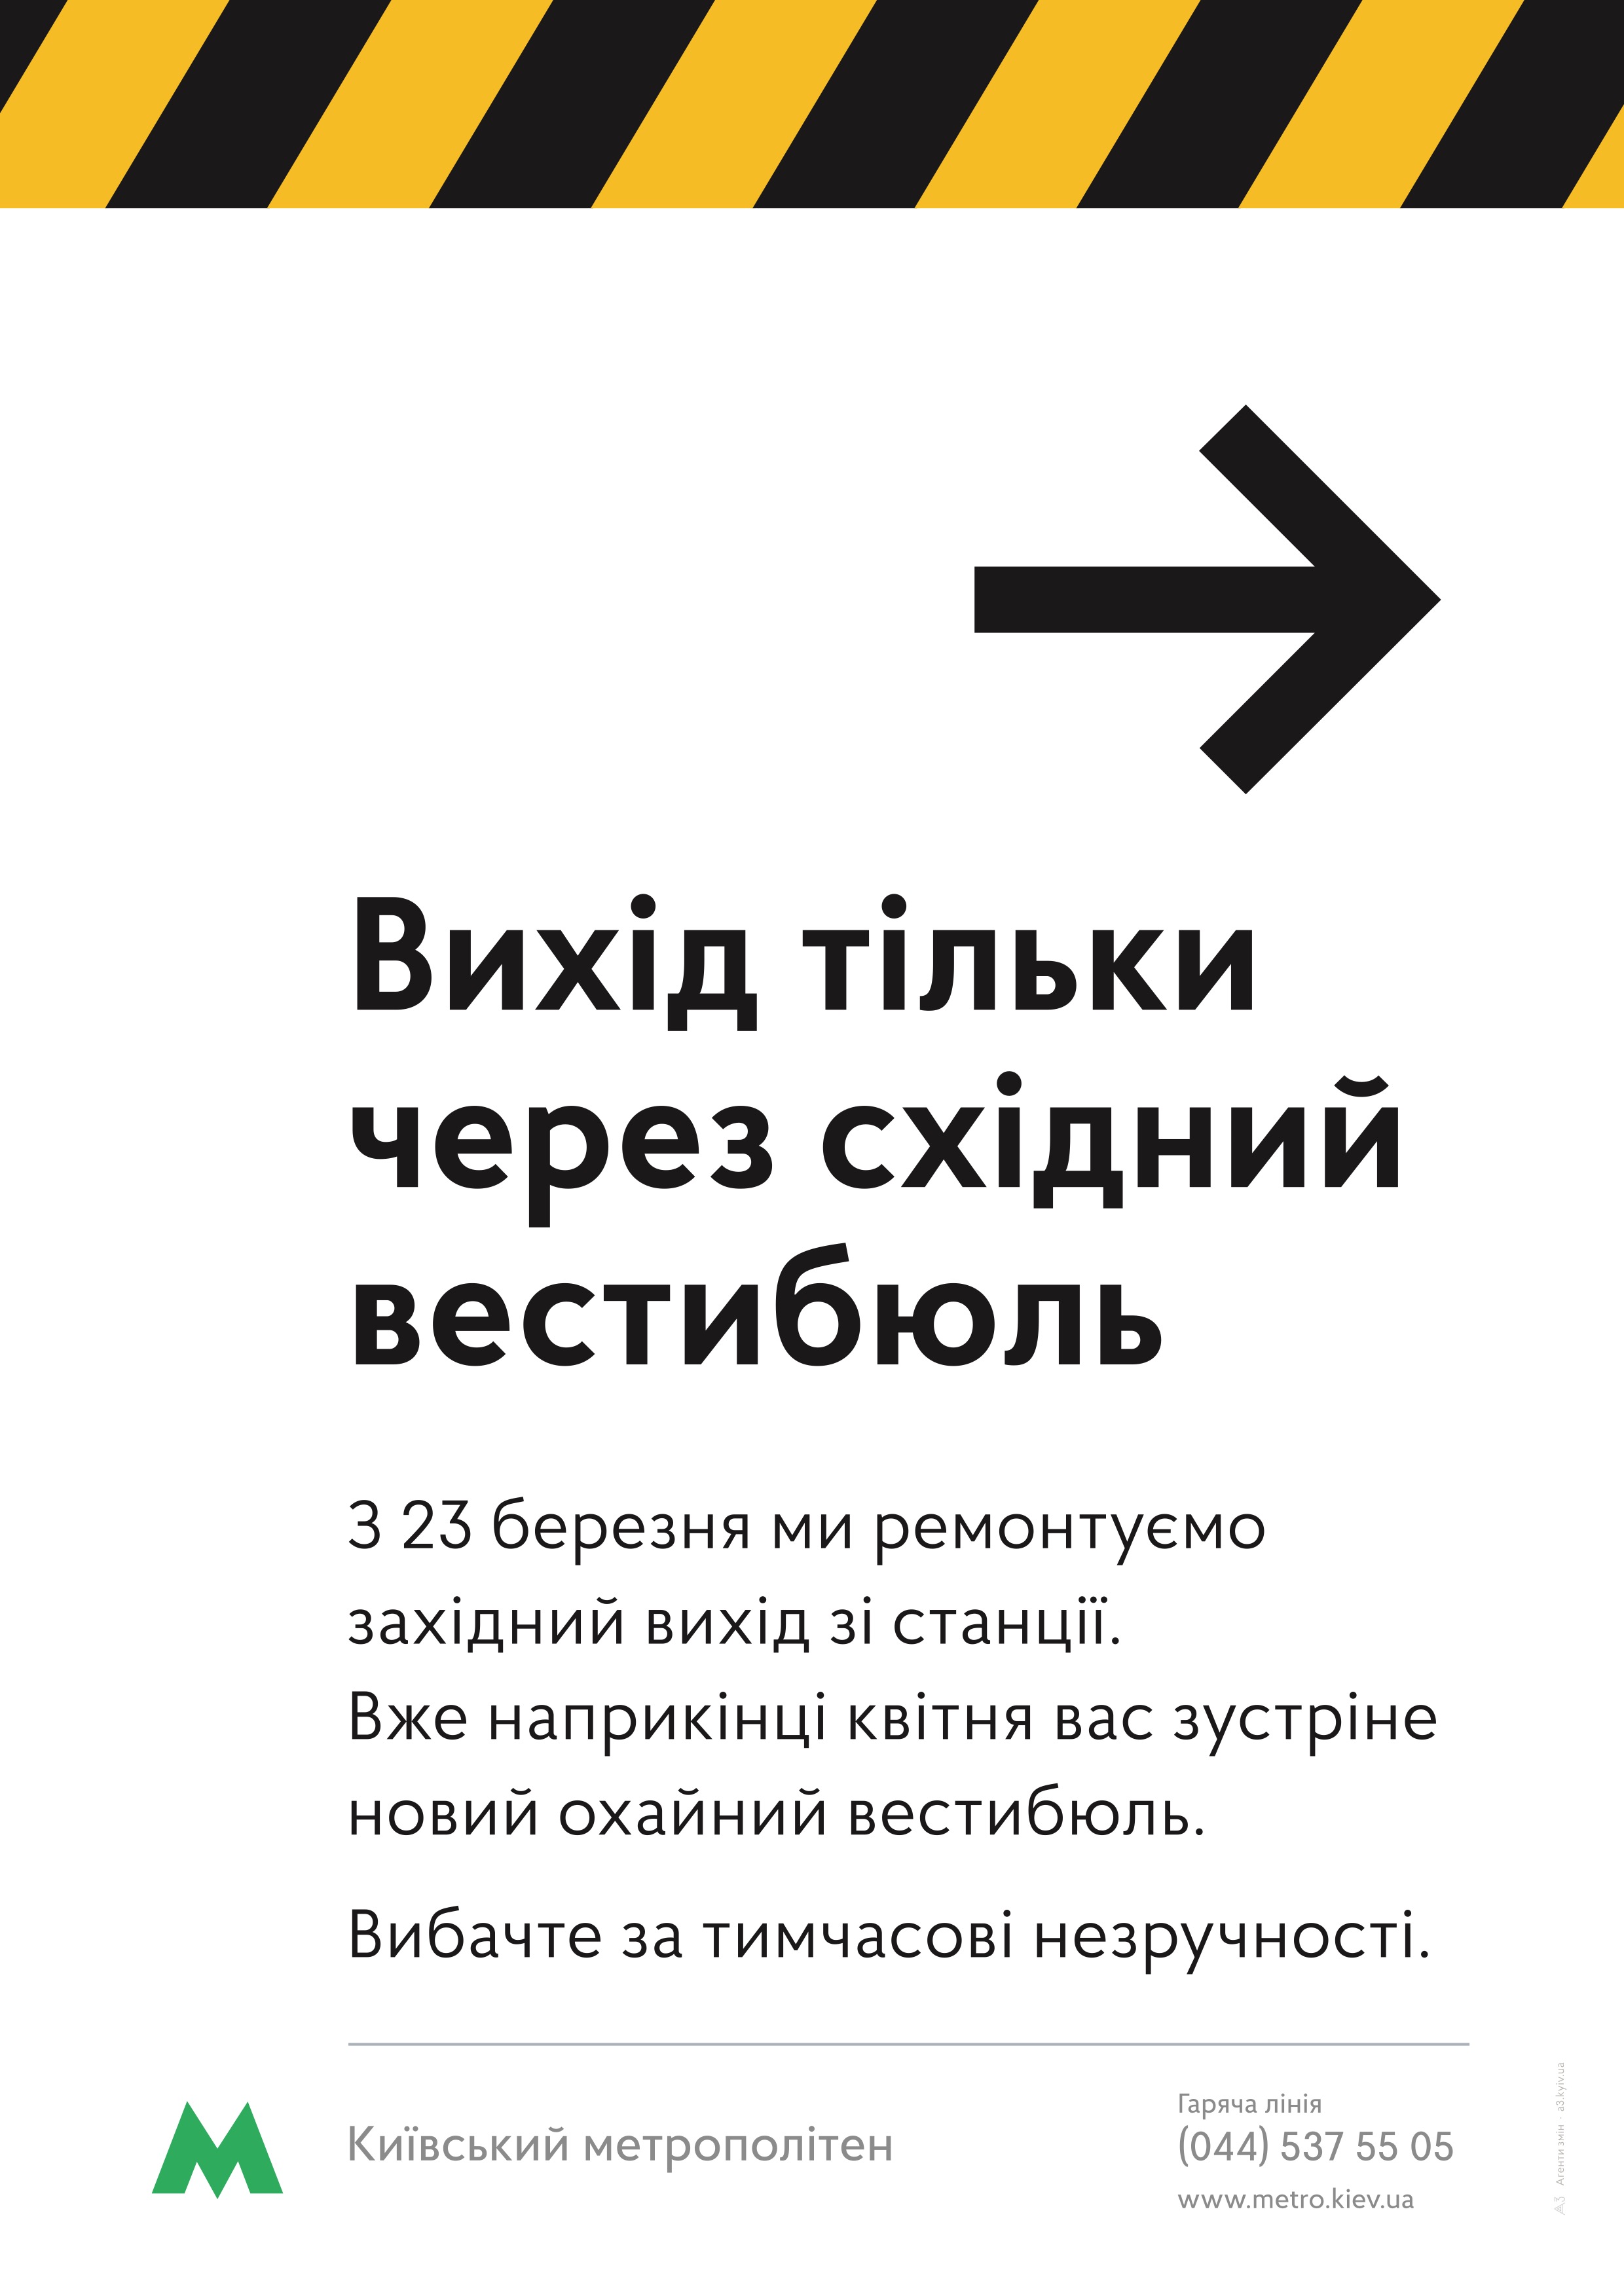 Вихід тільки
через східний
вестибюль
З 23 березня ми ремонтуємо
західний вихід зі станції.
Вже наприкінці квітня вас зустріне
новий охайний вестибюль.
Вибачте за тимчасові незручності.
Київський метрополітен
Гаряча лінія
(044) 537 55 05
www.metro.kiev.ua
АЗ Агенти змін · a3.kyiv.ua